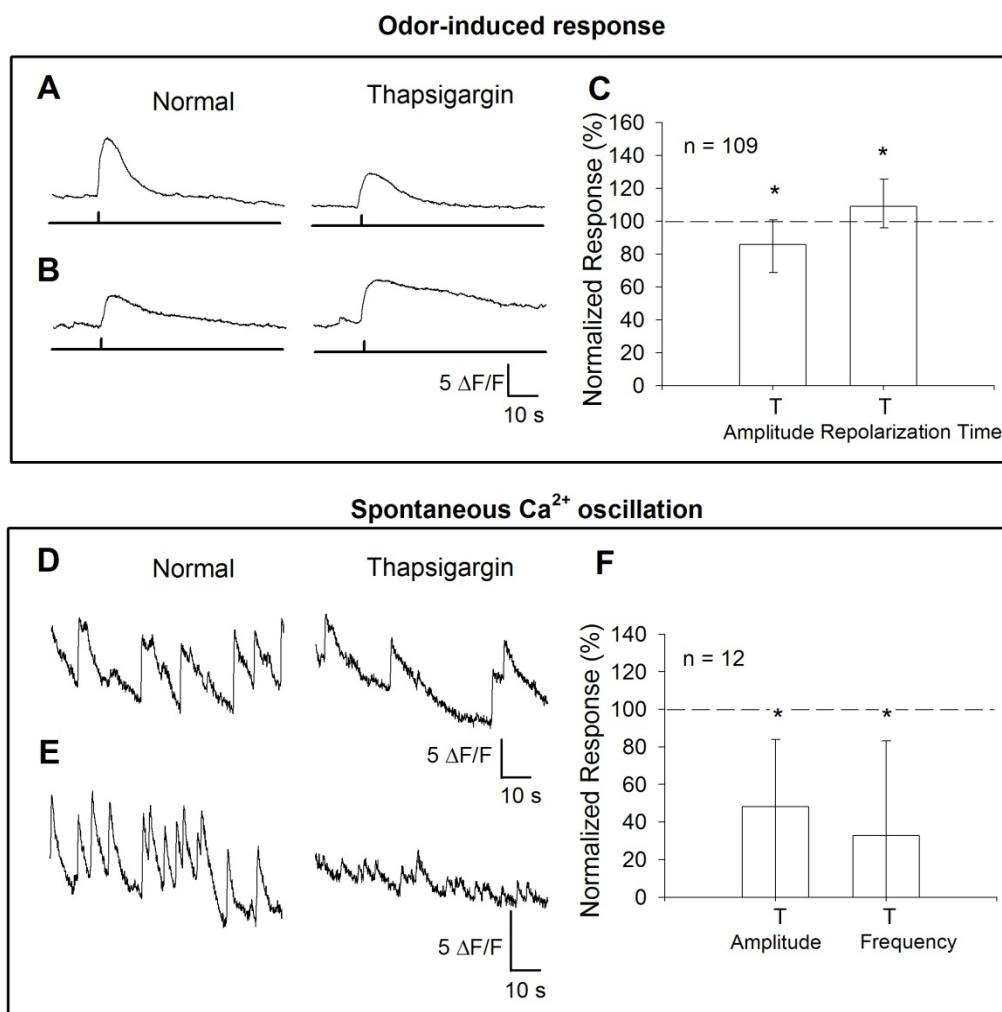 Odor-induced response
A
Normal
Thapsigargin
B
5 ΔF/F
10 s
C
Normalized Response (%)
160
140
120
100
80
60
40
20
0
n = 109
*
*
T
T
Amplitude Repolarization Time
Spontaneous Ca²⁺ oscillation
D
Normal
Thapsigargin
5 ΔF/F
10 s
E
5 ΔF/F
10 s
F
Normalized Response (%)
140
120
100
80
60
40
20
0
n = 12
*
*
T
T
Amplitude Frequency